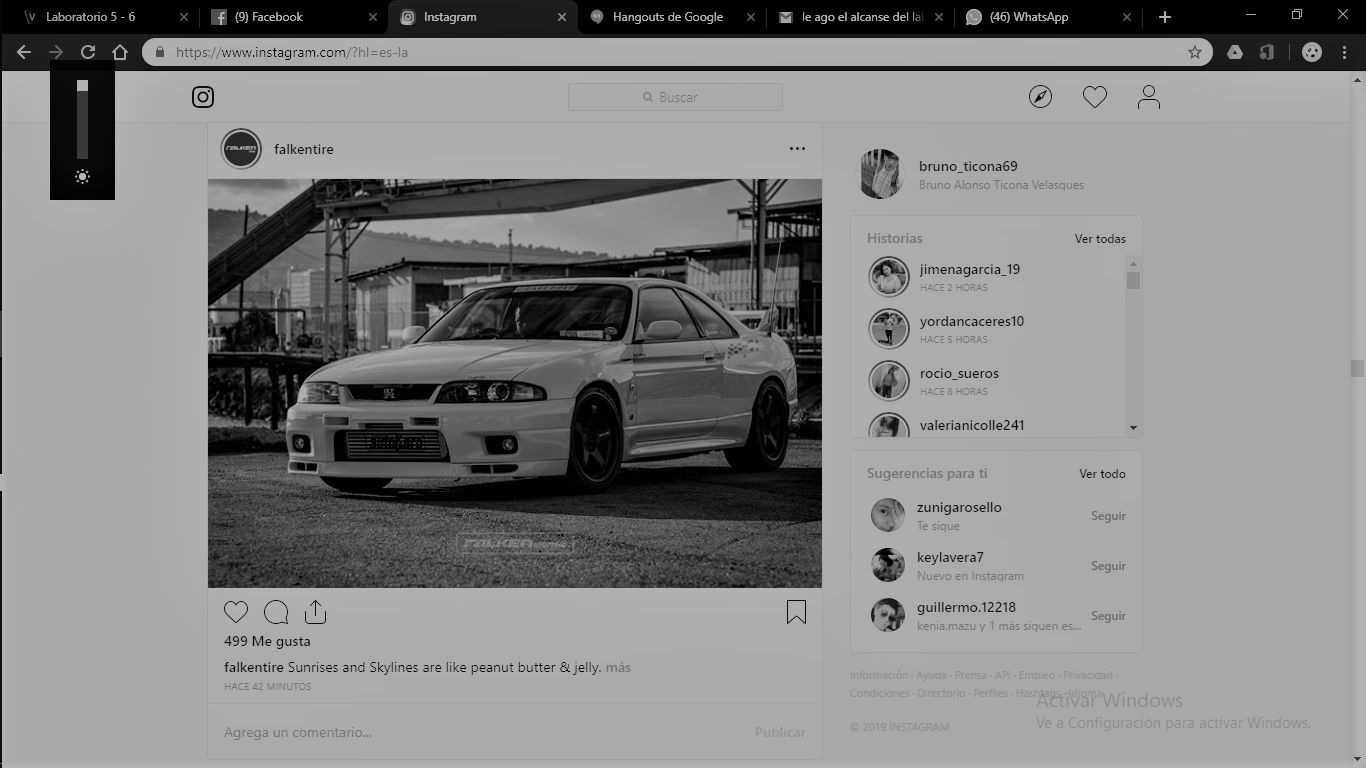 Laboratorio 5 - 6
(9) Facebook
Instagram
Hangouts de Google
le ago el alcanse del la
(46) WhatsApp
https://www.instagram.com/?hl=es-la
Buscar
FALKEN
falkentire
bruno_ticona69
Bruno Alonso Ticona Velasques
Historias
Ver todas
jimenagarcia_19
HACE 2 HORAS
yordancaceres10
HACE 5 HORAS
rocio_sueros
HACE 8 HORAS
valerianicolle241
FALKEN
499 Me gusta
falkentire Sunrises and Skylines are like peanut butter & jelly. más
HACE 42 MINUTOS
Agrega un comentario...
Publicar
Sugerencias para ti
Ver todo
zunigarosello
Te sigue
Seguir
keylavera7
Nuevo en Instagram
Seguir
guillermo.12218
kenia.mazu y 1 más siguen es...
Seguir
Información · Ayuda · Prensa · API · Empleo · Privacidad ·
Condiciones · Directorio · Perfiles · Hashtags · Idioma
© 2019 INSTAGRAM
Activar Windows
Ve a Configuración para activar Windows.